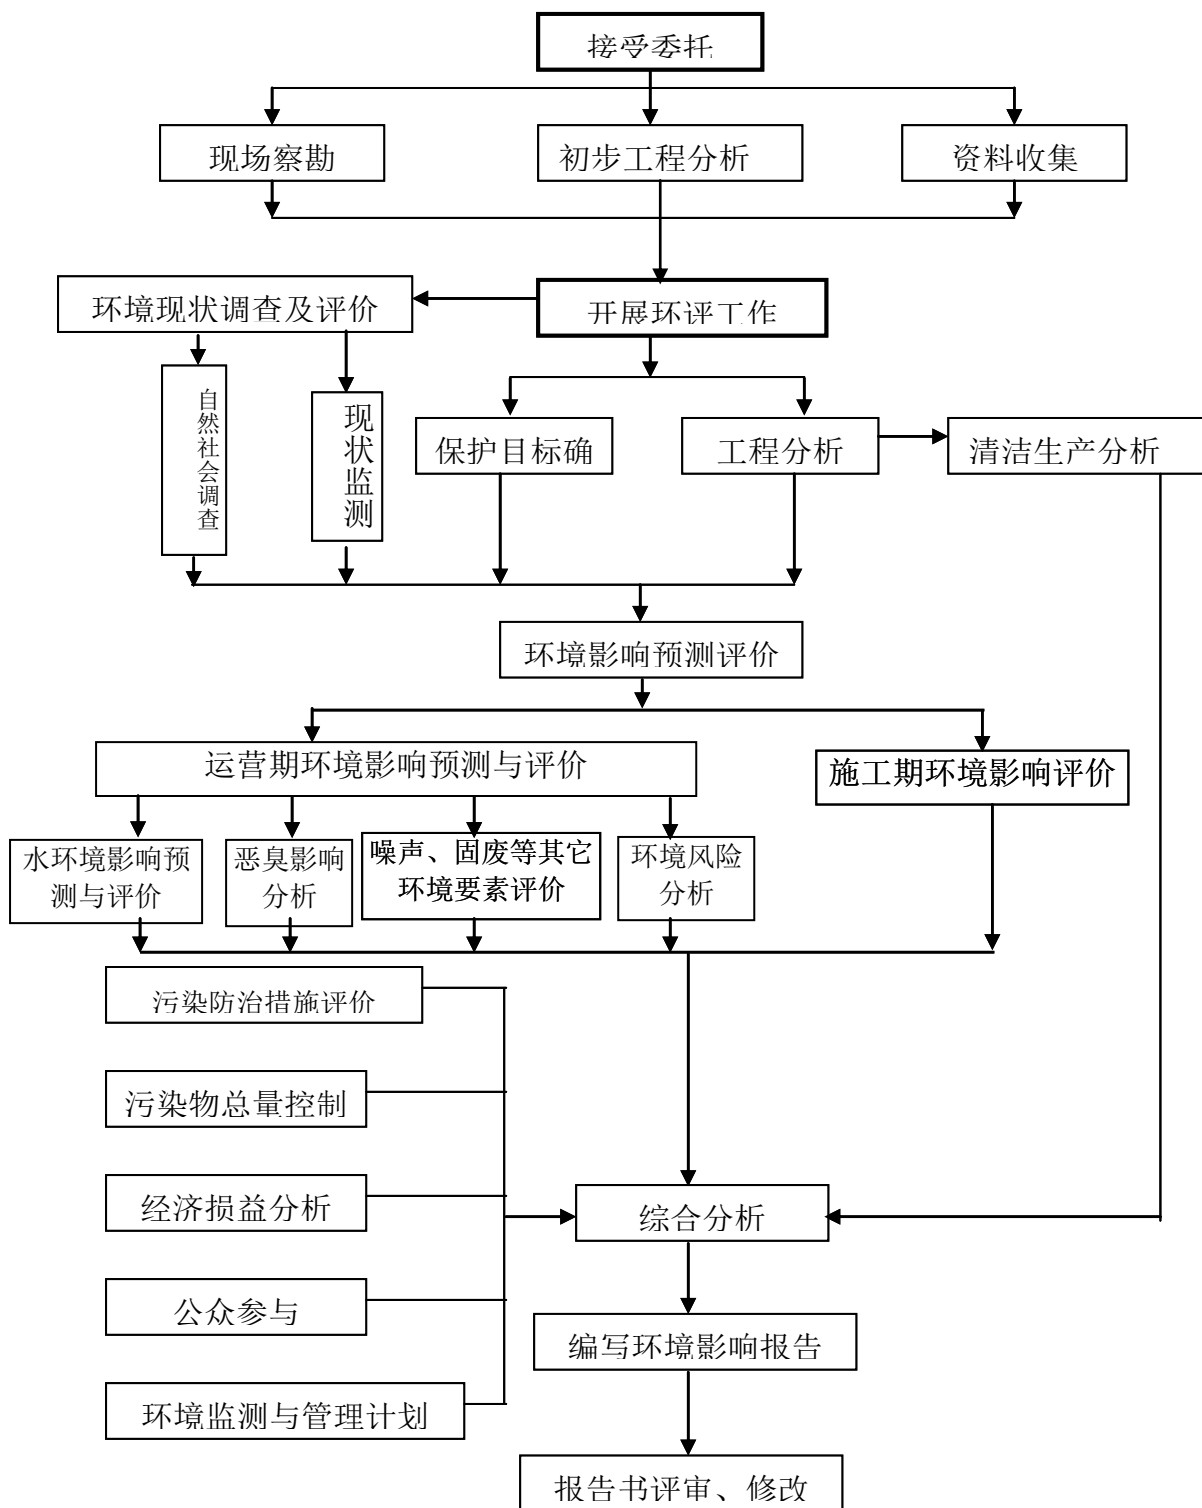 接受委托
现场察勘
初步工程分析
资料收集
环境现状调查及评价
开展环评工作
自然社会调查
现状监测
保护目标确
工程分析
清洁生产分析
环境影响预测评价
运营期环境影响预测与评价
施工期环境影响评价
水环境影响预
测与评价
恶臭影响
分析
噪声、固废等其它
环境要素评价
环境风险
分析
污染防治措施评价
污染物总量控制
经济损益分析
综合分析
公众参与
编写环境影响报告
环境监测与管理计划
报告书评审、修改